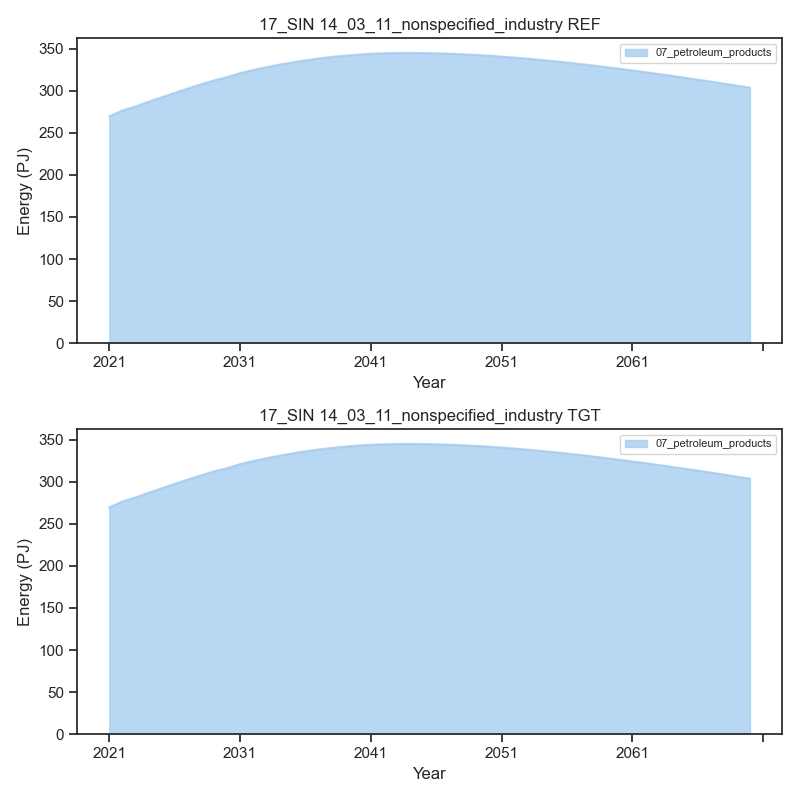 17_SIN 14_03_11_nonspecified_industry REF
07_petroleum_products
350
300
250
200
150
100
50
0
Energy (PJ)
2021 2031 2041 2051 2061
Year
17_SIN 14_03_11_nonspecified_industry TGT
07_petroleum_products
350
300
250
200
150
100
50
0
Energy (PJ)
2021 2031 2041 2051 2061
Year